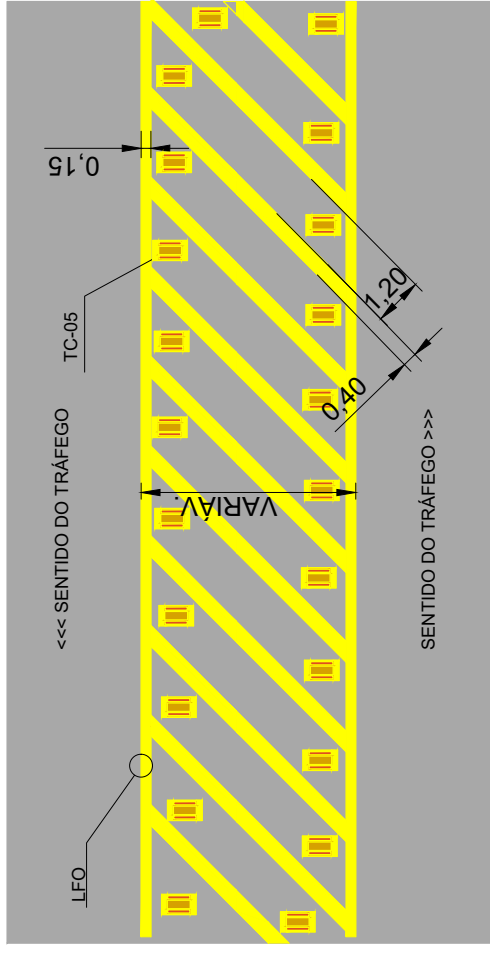 <<< SENTIDO DO TRÁFEGO
TC-05
0,15
LFO
VARIÁV.
1,20
0,40
SENTIDO DO TRÁFEGO >>>